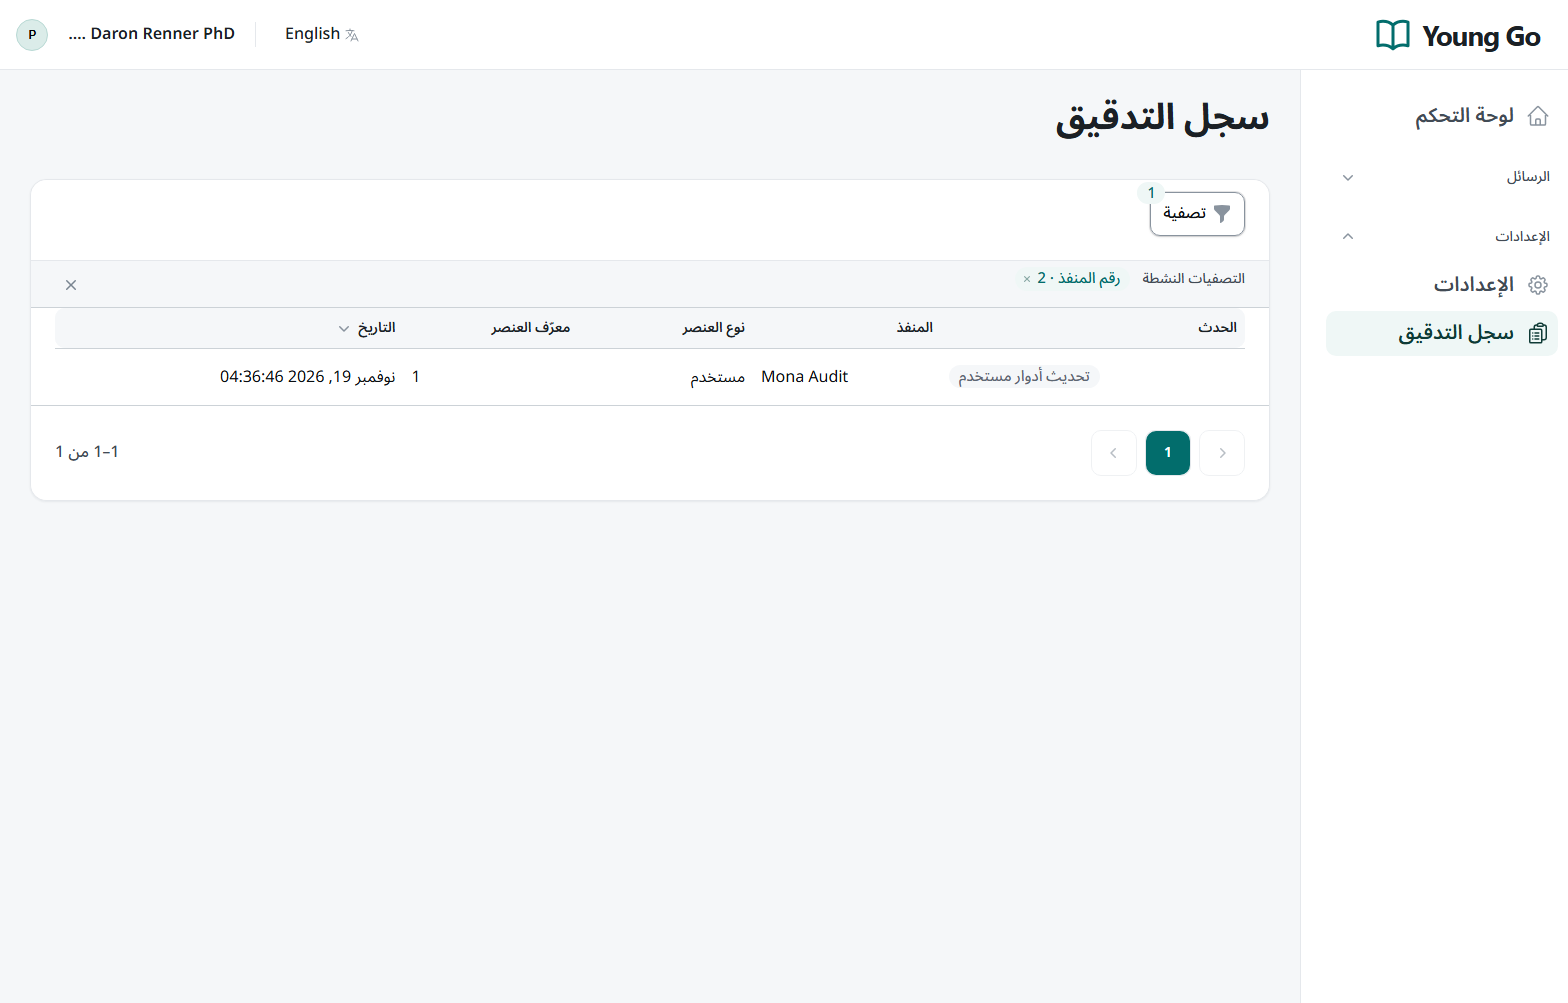 Young Go
English
.... Daron Renner PhD
P
لوحة التحكم
الرسائل
الإعدادات
الإعدادات
سجل التدقيق
سجل التدقيق
تصفية
1
التصفيات النشطة
رقم المنفذ · 2 ×
الحدث المنفذ نوع العنصر معرّف العنصر التاريخ
تحديث أدوار مستخدم Mona Audit مستخدم 1 نوفمبر 19, 2026 04:36:46
1
1–1 من 1